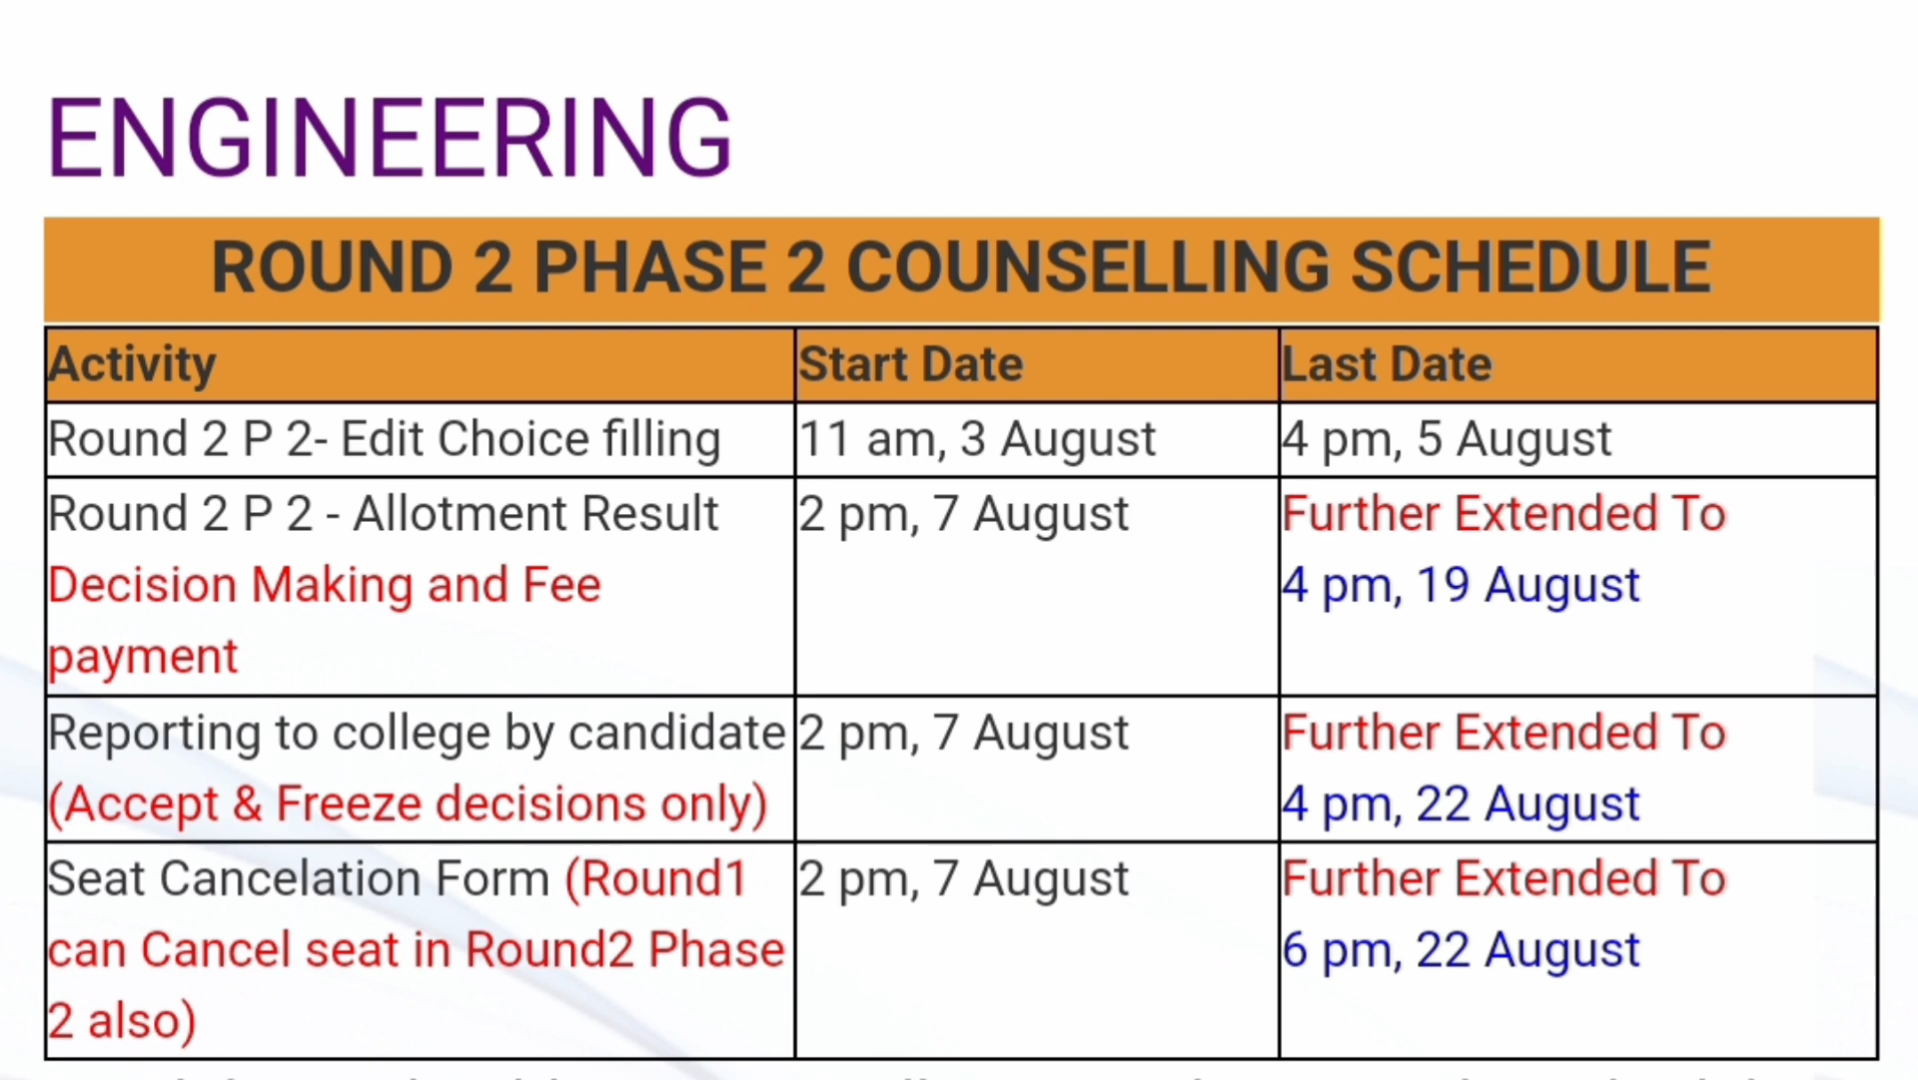 ENGINEERING
ROUND 2 PHASE 2 COUNSELLING SCHEDULE
Activity Start Date Last Date
Round 2 P 2- Edit Choice filling 11 am, 3 August 4 pm, 5 August
Round 2 P 2 - Allotment Result 2 pm, 7 August Further Extended To
Decision Making and Fee 4 pm, 19 August
payment
Reporting to college by candidate 2 pm, 7 August Further Extended To
(Accept & Freeze decisions only) 4 pm, 22 August
Seat Cancelation Form (Round1 2 pm, 7 August Further Extended To
can Cancel seat in Round2 Phase 6 pm, 22 August
2 also)